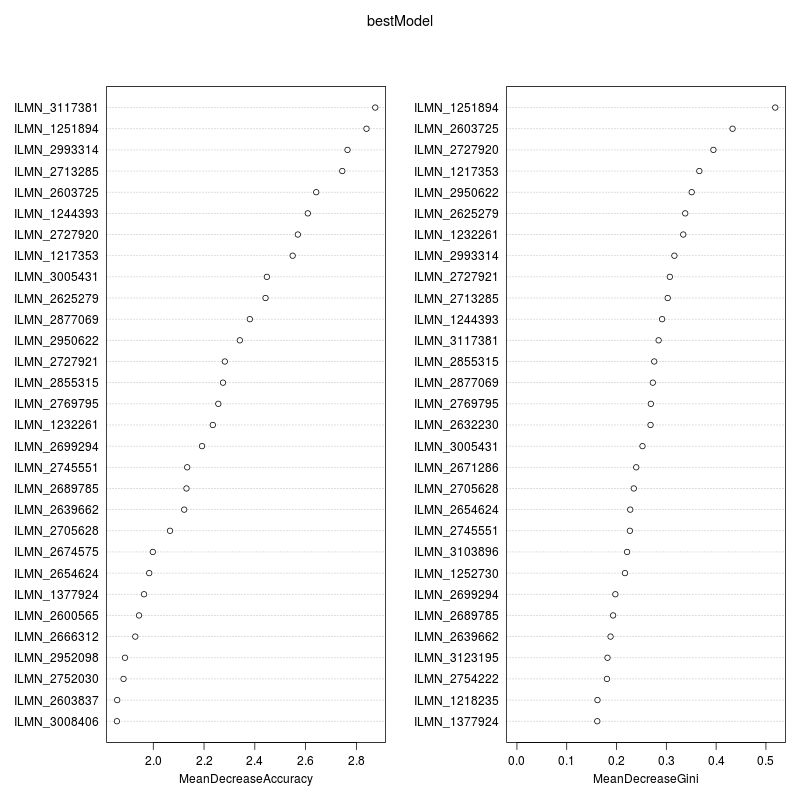 bestModel
ILMN_3117381
ILMN_1251894
ILMN_2993314
ILMN_2713285
ILMN_2603725
ILMN_1244393
ILMN_2727920
ILMN_1217353
ILMN_3005431
ILMN_2625279
ILMN_2877069
ILMN_2950622
ILMN_2727921
ILMN_2855315
ILMN_2769795
ILMN_1232261
ILMN_2699294
ILMN_2745551
ILMN_2689785
ILMN_2639662
ILMN_2705628
ILMN_2674575
ILMN_2654624
ILMN_1377924
ILMN_2600565
ILMN_2666312
ILMN_2952098
ILMN_2752030
ILMN_2603837
ILMN_3008406
2.0 2.2 2.4 2.6 2.8
MeanDecreaseAccuracy
ILMN_1251894
ILMN_2603725
ILMN_2727920
ILMN_1217353
ILMN_2950622
ILMN_2625279
ILMN_1232261
ILMN_2993314
ILMN_2727921
ILMN_2713285
ILMN_1244393
ILMN_3117381
ILMN_2855315
ILMN_2877069
ILMN_2769795
ILMN_2632230
ILMN_3005431
ILMN_2671286
ILMN_2705628
ILMN_2654624
ILMN_2745551
ILMN_3103896
ILMN_1252730
ILMN_2699294
ILMN_2689785
ILMN_2639662
ILMN_3123195
ILMN_2754222
ILMN_1218235
ILMN_1377924
0.0 0.1 0.2 0.3 0.4 0.5
MeanDecreaseGini